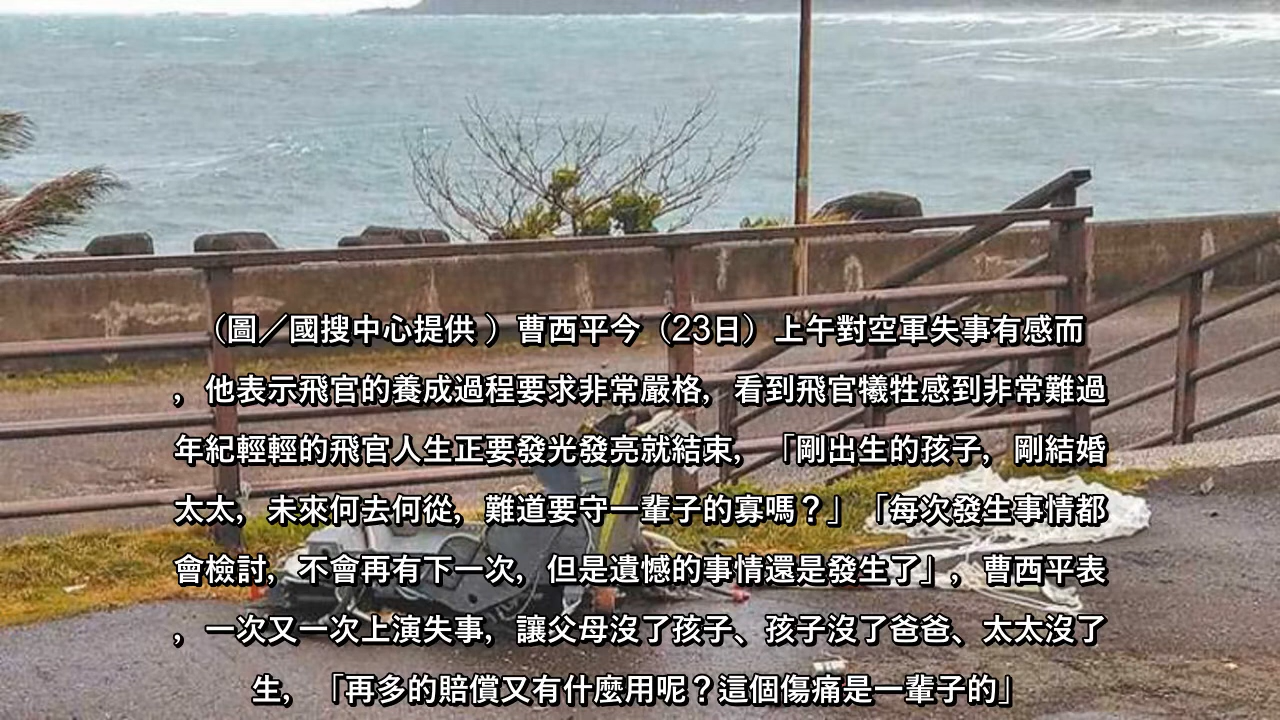 （圖／國搜中心提供 ）曹西平今（23日）上午對空軍失事有感而
，他表示飛官的養成過程要求非常嚴格，看到飛官犧牲感到非常難過
年紀輕輕的飛官人生正要發光發亮就結束，「剛出生的孩子，剛結婚
太太，未來何去何從，難道要守一輩子的寡嗎？」「每次發生事情都
會檢討，不會再有下一次，但是遺憾的事情還是發生了」，曹西平表
，一次又一次上演失事，讓父母沒了孩子、孩子沒了爸爸、太太沒了
生，「再多的賠償又有什麼用呢？這個傷痛是一輩子的」